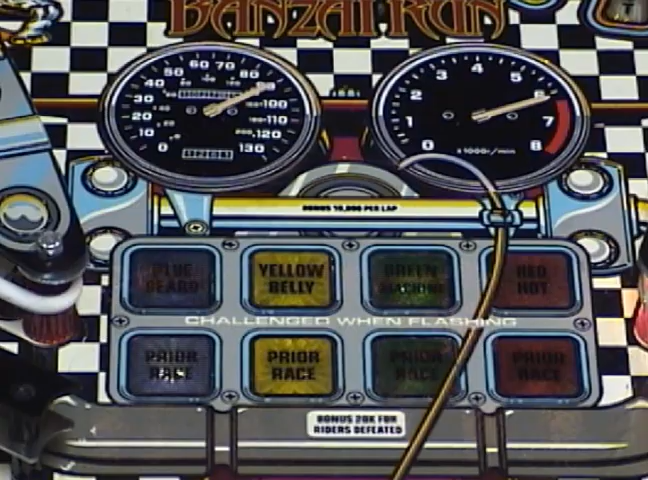 BANZAI RUN
60 70
50 80
40 90
30 100
20 110
10 120
0 130
4
3 5
2 6
1 7
0 8
x1000r/min
BONUS 10,000 PER LAP
BLUE BEARD
YELLOW BELLY
GREEN MACHINE
RED HOT
CHALLENGED WHEN FLASHING
PRIOR RACE
PRIOR RACE
PRIOR RACE
PRIOR RACE
BONUS 20K FOR
RIDERS DEFEATED